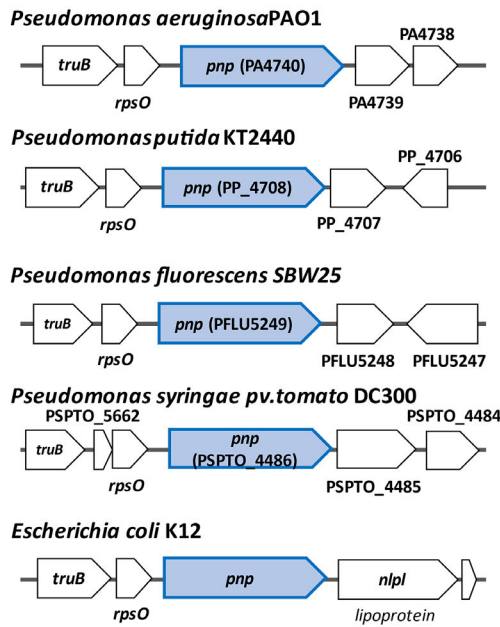 Pseudomonas aeruginosaPAO1
PA4738
truB
pnp (PA4740)
rpsO
PA4739
Pseudomonasputida KT2440
PP_4706
truB
pnp (PP_4708)
rpsO
PP_4707
Pseudomonas fluorescens SBW25
truB
pnp (PFLU5249)
rpsO
PFLU5248
PFLU5247
Pseudomonas syringae pv.tomato DC300
PSPTO_5662
PSPTO_4484
truB
pnp
(PSPTO_4486)
rpsO
PSPTO_4485
Escherichia coli K12
truB
pnp
nlpl
rpsO
lipoprotein